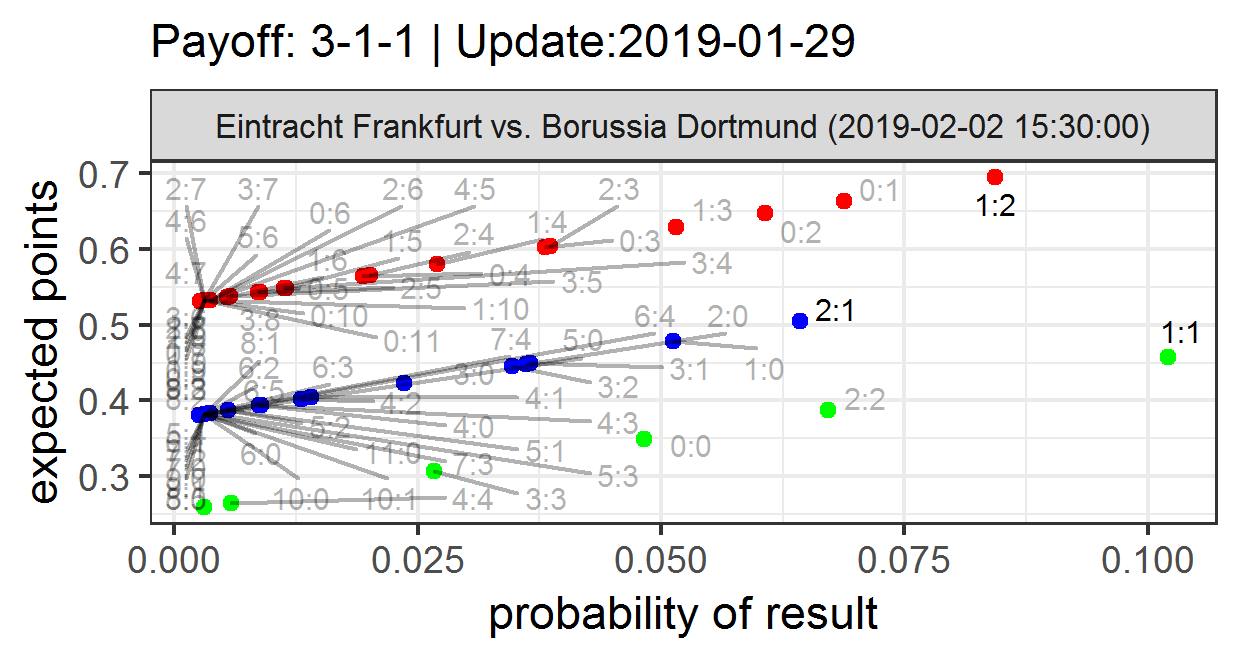 Payoff: 3-1-1 | Update:2019-01-29
Eintracht Frankfurt vs. Borussia Dortmund (2019-02-02 15:30:00)
expected points
0.7
0.6
0.5
0.4
0.3
2:7 3:7 2:6 4:5 2:3 1:3 0:1
4:6 0:6 1:4 0:2 1:2
5:6 1:5 2:4 0:3
4:7 1:6 0:4 3:4
0:5 2:5 3:5
3:8 0:10 1:10 6:4 2:0 2:1
8:1 0:11 7:4 5:0 1:1
6:2 6:3 3:0 3:1 1:0
6:5 4:2 4:1 3:2 2:2
5:2 4:0 4:3
6:0 11:0 7:3 5:1 5:3 0:0
10:0 10:1 4:4 3:3
0.000 0.025 0.050 0.075 0.100
probability of result